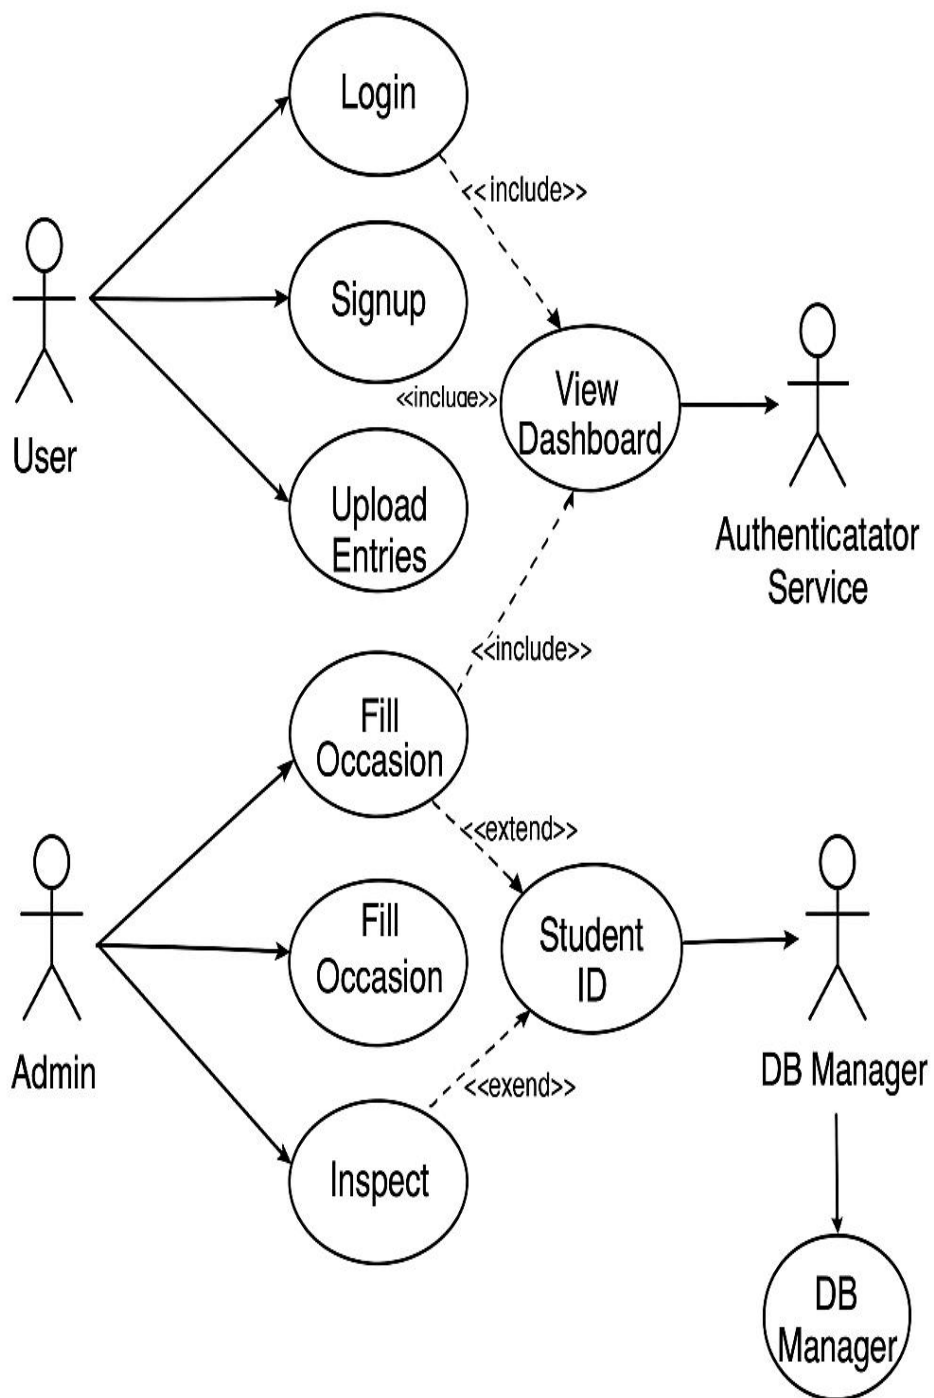 Login
<<include>>
Signup
<<include>>
View
Dashboard
User
Upload
Entries
Authenticatator
Service
<<include>>
Fill
Occasion
<<extend>>
Fill
Occasion
Student
ID
Admin
DB Manager
<<exend>>
Inspect
DB
Manager